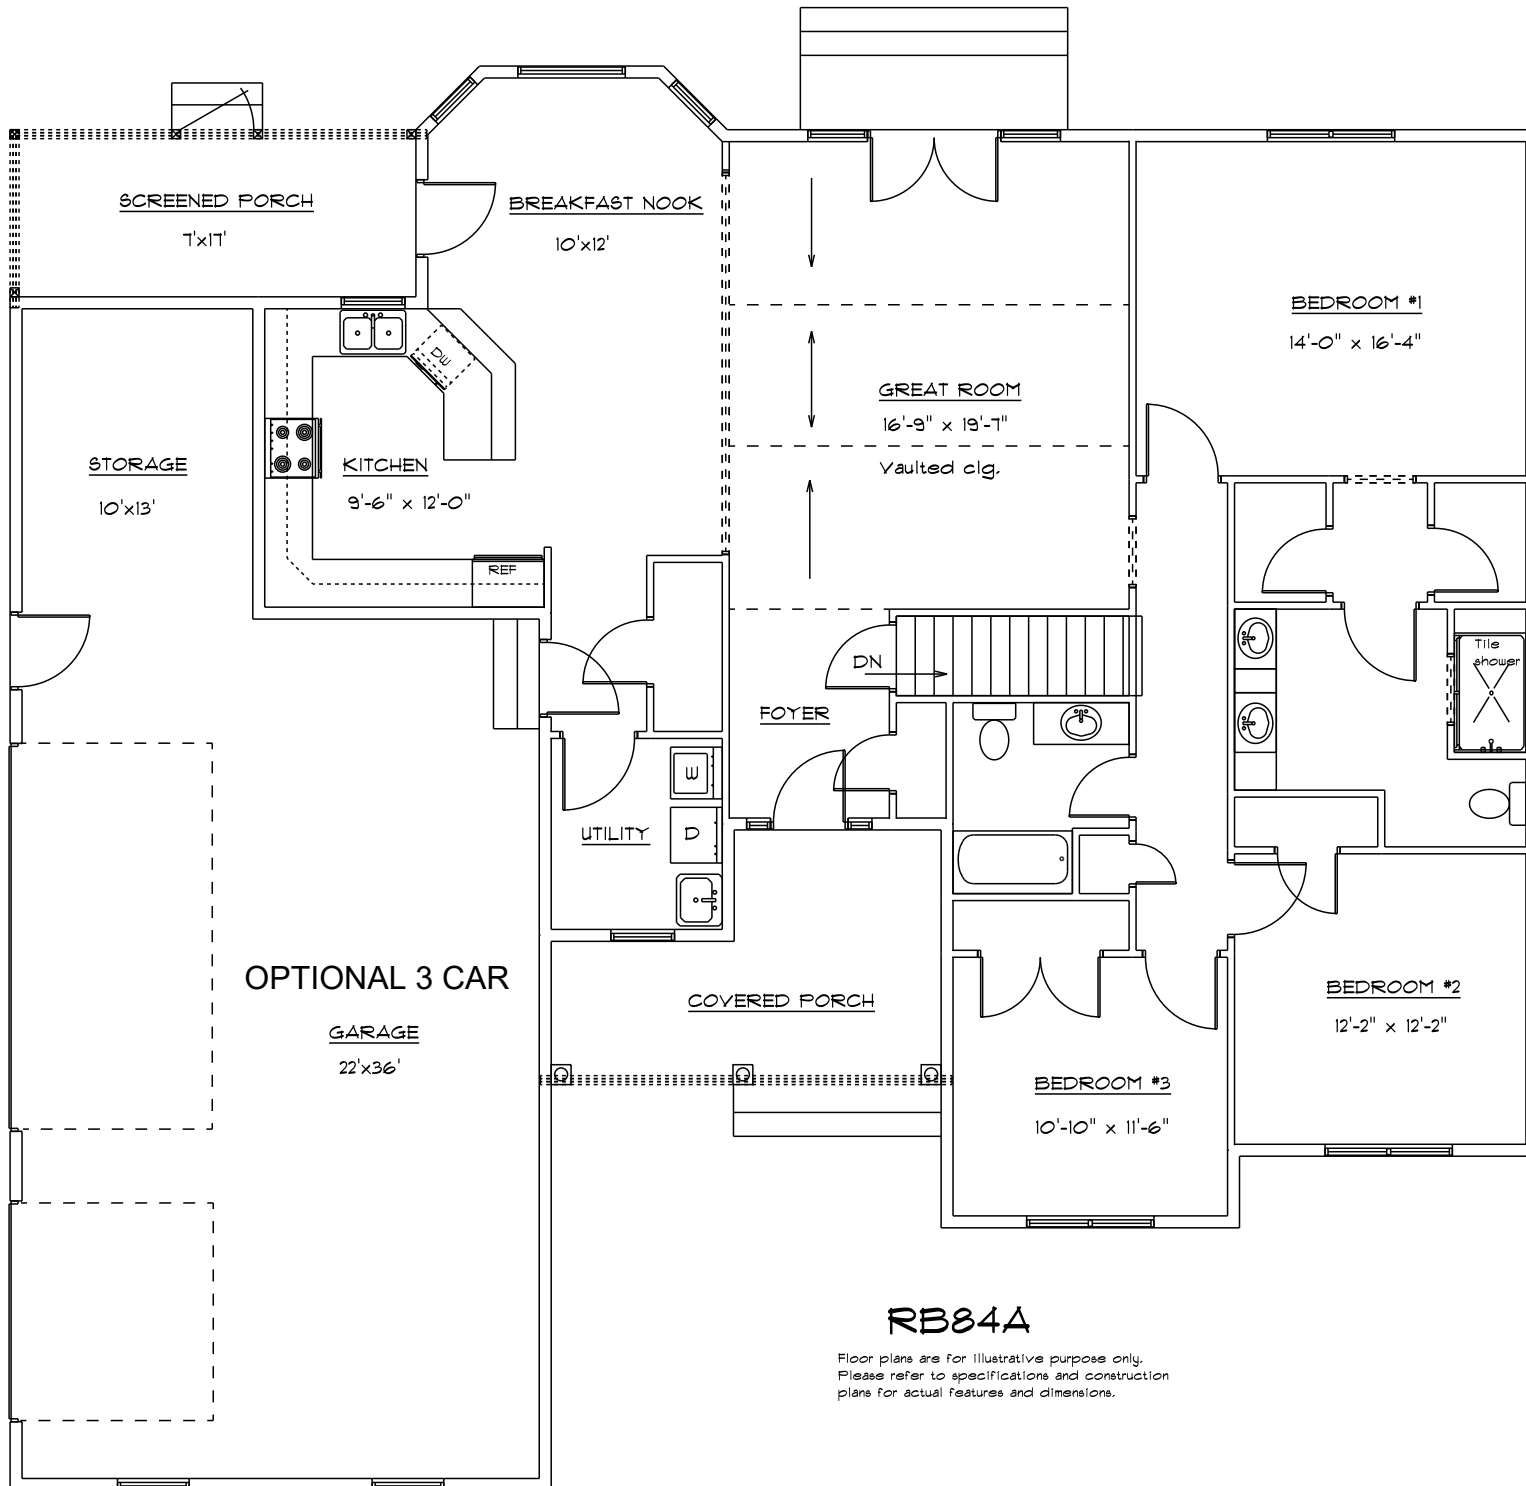 SCREENED PORCH
7'x17'
BREAKFAST NOOK
10'x12'
BEDROOM #1
14'-0" x 16'-4"
DW
GREAT ROOM
16'-9" x 19'-7"
Vaulted clg.
STORAGE
10'x13'
KITCHEN
9'-6" x 12'-0"
REF
Tile
shower
DN
FOYER
W
UTILITY
D
OPTIONAL 3 CAR
GARAGE
22'x36'
COVERED PORCH
BEDROOM #2
12'-2" x 12'-2"
BEDROOM #3
10'-10" x 11'-6"
RB84A
Floor plans are for illustrative purpose only.
Please refer to specifications and construction
plans for actual features and dimensions.